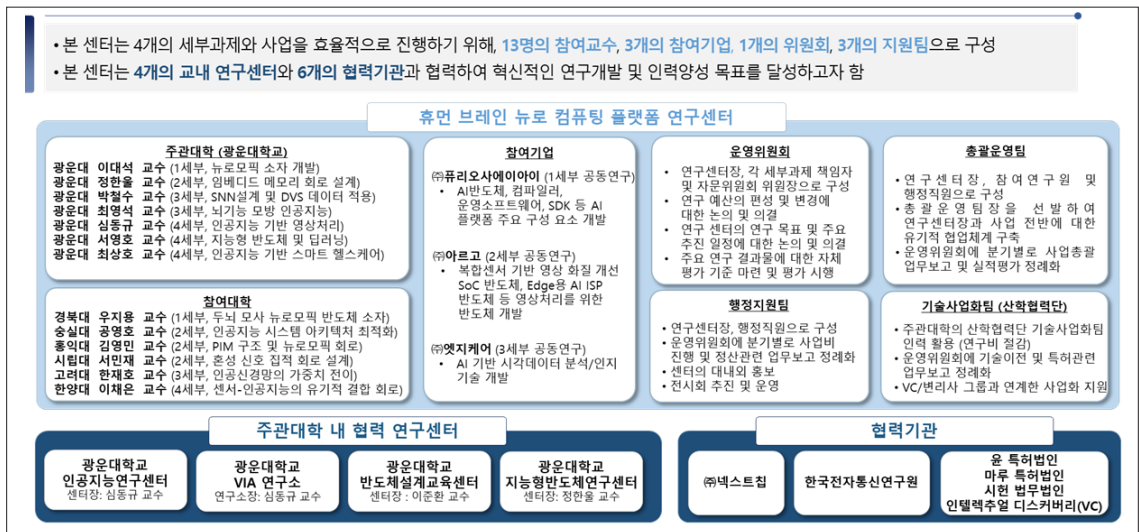 • 본 센터는 4개의 세부과제와 사업을 효율적으로 진행하기 위해, 13명의 참여교수, 3개의 참여기업, 1개의 위원회, 3개의 지원팀으로 구성
• 본 센터는 4개의 교내 연구센터와 6개의 협력기관과 협력하여 혁신적인 연구개발 및 인력양성 목표를 달성하고자 함
휴먼 브레인 뉴로 컴퓨팅 플랫폼 연구센터
주관대학 (광운대학교)
광운대 이대석 교수 (1세부, 뉴로모픽 소자 개발)
광운대 정한울 교수 (2세부, 임베디드 메모리 회로 설계)
광운대 박철수 교수 (3세부, SNN설계 및 DVS 데이터 적용)
광운대 최영석 교수 (3세부, 뇌기능 모방 인공지능)
광운대 심동규 교수 (4세부, 인공지능 기반 영상처리)
광운대 서영호 교수 (4세부, 지능형 반도체 및 딥러닝)
광운대 최상호 교수 (4세부, 인공지능 기반 스마트 헬스케어)
참여대학
경북대 우지용 교수 (1세부, 두뇌 모사 뉴로모픽 반도체 소자)
숭실대 공영호 교수 (2세부, 인공지능 시스템 아키텍처 최적화)
홍익대 김영민 교수 (2세부, PIM 구조 및 뉴로모픽 회로)
시립대 서민재 교수 (2세부, 혼성 신호 집적 회로 설계)
고려대 한재호 교수 (3세부, 인공신경망의 가중치 전이)
한양대 이채은 교수 (4세부, 센서-인공지능의 유기적 결합 회로)
참여기업
㈜퓨리오사에이아이 (1세부 공동연구)
• AI반도체, 컴파일러,
운영소프트웨어, SDK 등 AI
플랫폼 주요 구성 요소 개발
㈜아르고 (2세부 공동연구)
• 복합센서 기반 영상 화질 개선
SoC 반도체, Edge용 AI ISP
반도체 등 영상처리를 위한
반도체 개발
㈜엣지케어 (3세부 공동연구)
• AI 기반 시각데이터 분석/인지
기술 개발
운영위원회
• 연구센터장, 각 세부과제 책임자
및 자문위원회 위원장으로 구성
• 연구 예산의 편성 및 변경에
대한 논의 및 의결
• 연구 센터의 연구 목표 및 주요
추진 일정에 대한 논의 및 의결
• 주요 연구 결과물에 대한 자체
평가 기준 마련 및 평가 시행
행정지원팀
• 연구센터장, 행정직원으로 구성
• 운영위원회에 분기별로 사업비
진행 및 정산관련 업무보고 정례화
• 센터의 대내외 홍보
• 전시회 추진 및 운영
총괄운영팀
• 연구센터장, 참여연구원 및
행정직원으로 구성
• 총괄운영팀장을 선발하여
연구센터장과 사업 전반에 대한
유기적 협업체계 구축
• 운영위원회에 분기별로 사업총괄
업무보고 및 실적평가 정례화
기술사업화팀 (산학협력단)
• 주관대학의 산학협력단 기술사업화팀
인력 활용 (연구비 절감)
• 운영위원회에 기술이전 및 특허관련
업무보고 정례화
• VC/변리사 그룹과 연계한 사업화 지원
주관대학 내 협력 연구센터
광운대학교
인공지능연구센터
센터장: 심동규 교수
광운대학교
VIA 연구소
연구소장: 심동규 교수
광운대학교
반도체설계교육센터
센터장 : 이준환 교수
광운대학교
지능형반도체연구센터
센터장: 정한울 교수
협력기관
㈜넥스트칩
한국전자통신연구원
윤 특허법인
마루 특허법인
시헌 법무법인
인텔렉추얼 디스커버리(VC)